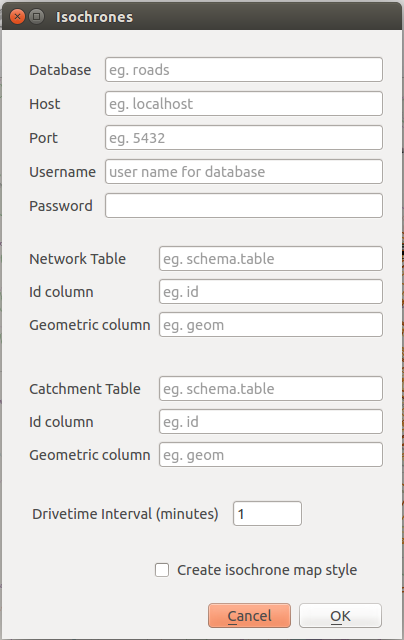 Isochrones
Database eg. roads
Host eg. localhost
Port eg. 5432
Username user name for database
Password
Network Table eg. schema.table
Id column eg. id
Geometric column eg. geom
Catchment Table eg. schema.table
Id column eg. id
Geometric column eg. geom
Drivetime Interval (minutes) 1
Create isochrone map style
Cancel OK